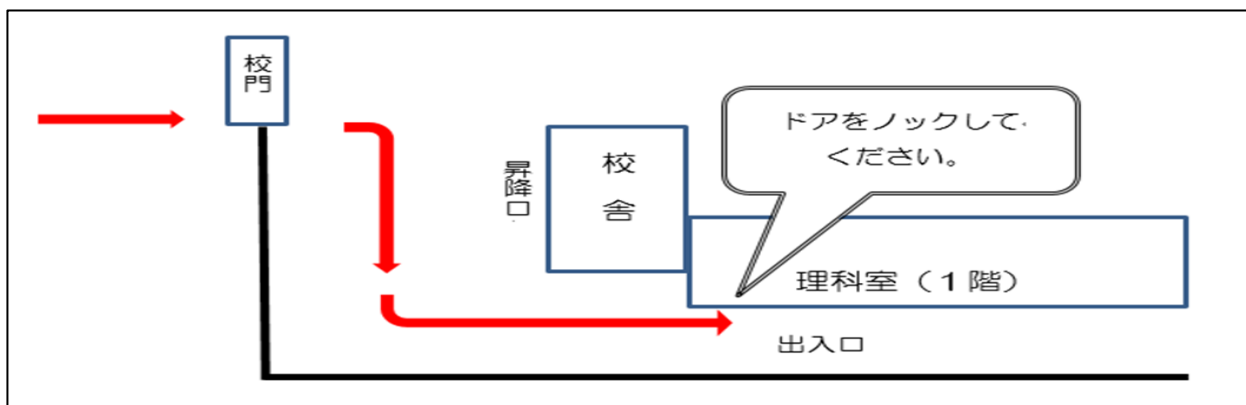 校門
ドアをノックして.
ください。
校舎
昇降口.
理科室（１階）
出入口